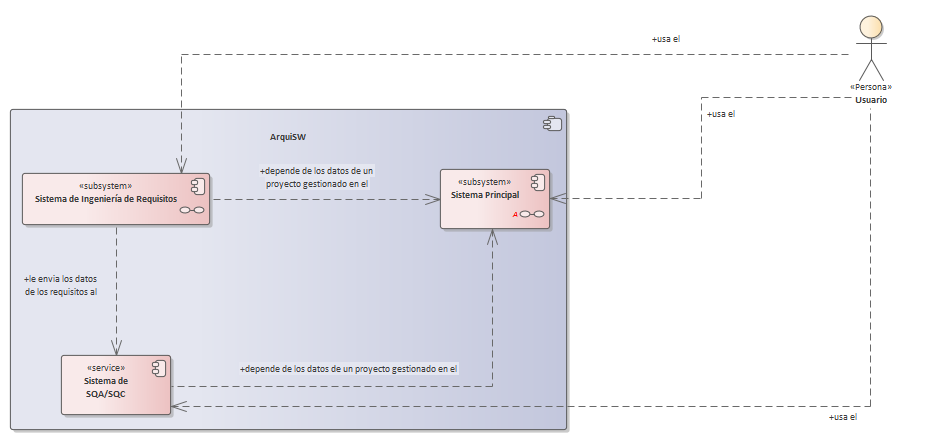 +usa el
«Persona»
Usuario
+usa el
ArquiSW
«subsystem»
Sistema de Ingeniería de Requisitos
+depende de los datos de un
proyecto gestionado en el
«subsystem»
Sistema Principal
A
+le envia los datos
de los requisitos al
«service»
Sistema de
SQA/SQC
+depende de los datos de un proyecto gestionado en el
+usa el